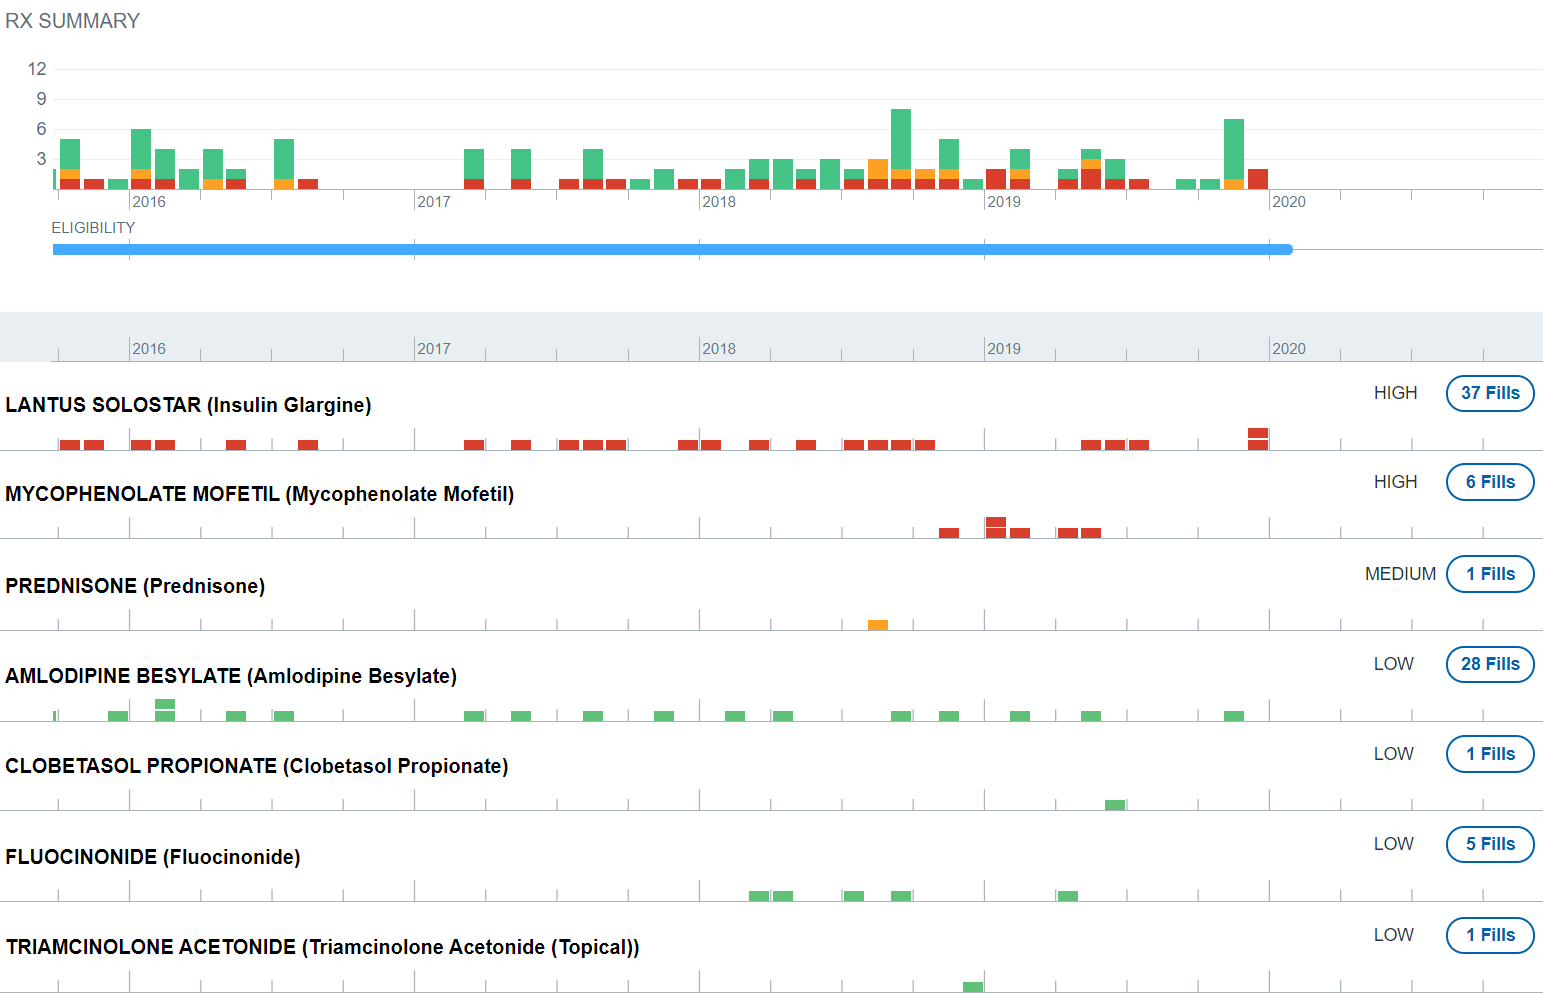 RX SUMMARY
12
9
6
3
2016 2017 2018 2019 2020
ELIGIBILITY
2016 2017 2018 2019 2020
LANTUS SOLOSTAR (Insulin Glargine) HIGH 37 Fills
MYCOPHENOLATE MOFETIL (Mycophenolate Mofetil) HIGH 6 Fills
PREDNISONE (Prednisone) MEDIUM 1 Fills
AMLODIPINE BESYLATE (Amlodipine Besylate) LOW 28 Fills
CLOBETASOL PROPIONATE (Clobetasol Propionate) LOW 1 Fills
FLUOCINONIDE (Fluocinonide) LOW 5 Fills
TRIAMCINOLONE ACETONIDE (Triamcinolone Acetonide (Topical)) LOW 1 Fills